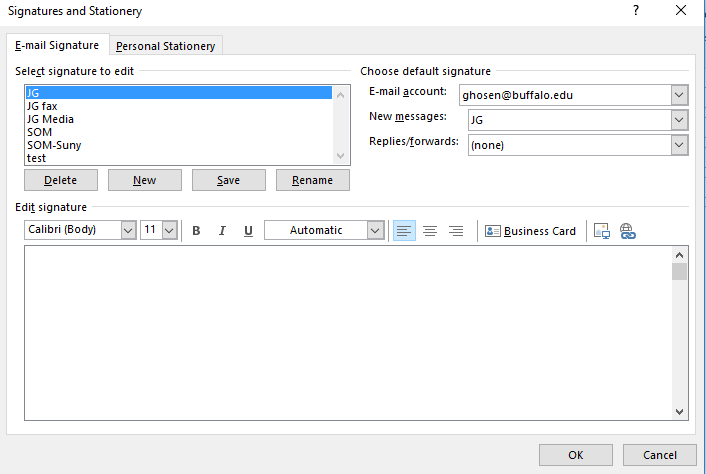 Signatures and Stationery ?
E-mail Signature Personal Stationery
Select signature to edit
JG
JG fax
JG Media
SOM
SOM-Suny
test
Delete New Save Rename
Choose default signature
E-mail account: ghosen@buffalo.edu
New messages: JG
Replies/forwards: (none)
Edit signature
Calibri (Body) 11 B I U Automatic Business Card
OK Cancel